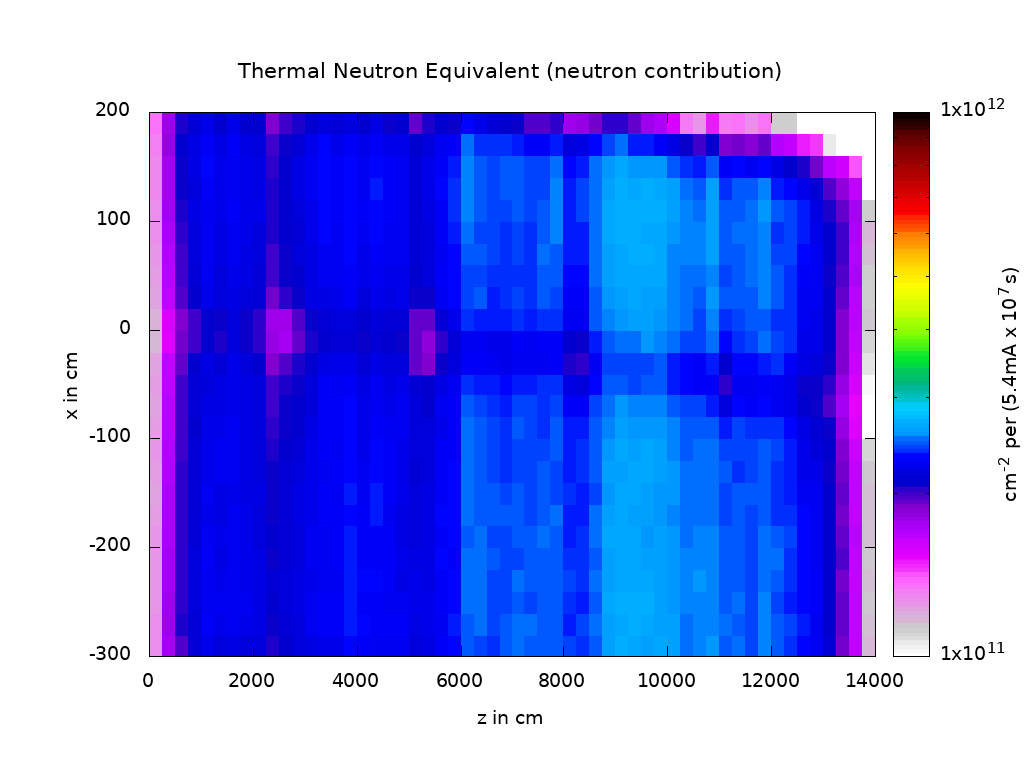 Thermal Neutron Equivalent (neutron contribution)
200
100
0
-100
-200
-300
x in cm
0 2000 4000 6000 8000 10000 12000 14000
z in cm
1x10¹²
1x10¹¹
cm⁻² per (5.4mA x 10⁷ s)